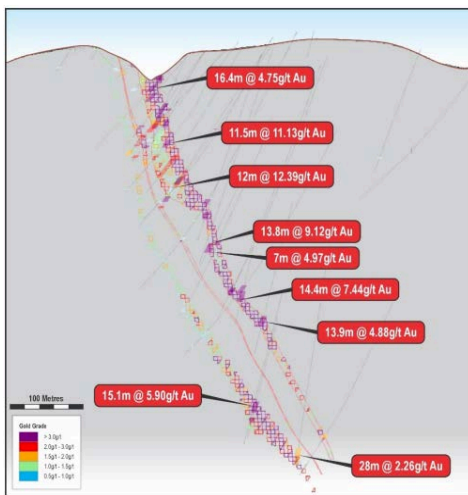 16.4m @ 4.75g/t Au
11.5m @ 11.13g/t Au
12m @ 12.39g/t Au
13.8m @ 9.12g/t Au
7m @ 4.97g/t Au
14.4m @ 7.44g/t Au
13.9m @ 4.88g/t Au
15.1m @ 5.90g/t Au
28m @ 2.26g/t Au
100 Metres
Gold Grade
> 3.0g/t
2.0g/t - 3.0g/t
1.5g/t - 2.0g/t
1.0g/t - 1.5g/t
0.5g/t - 1.0g/t